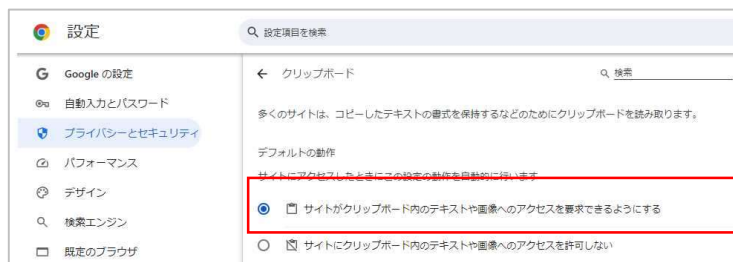 設定
設定項目を検索
Google の設定
自動入力とパスワード
プライバシーとセキュリティ
パフォーマンス
デザイン
検索エンジン
既定のブラウザ
クリップボード
検索
多くのサイトは、コピーしたテキストの書式を保持するなどのためにクリップボードを読み取ります。
デフォルトの動作
サイトにアクセスしたときにこの設定の動作を自動的に行います
サイトがクリップボード内のテキストや画像へのアクセスを要求できるようにする
サイトにクリップボード内のテキストや画像へのアクセスを許可しない